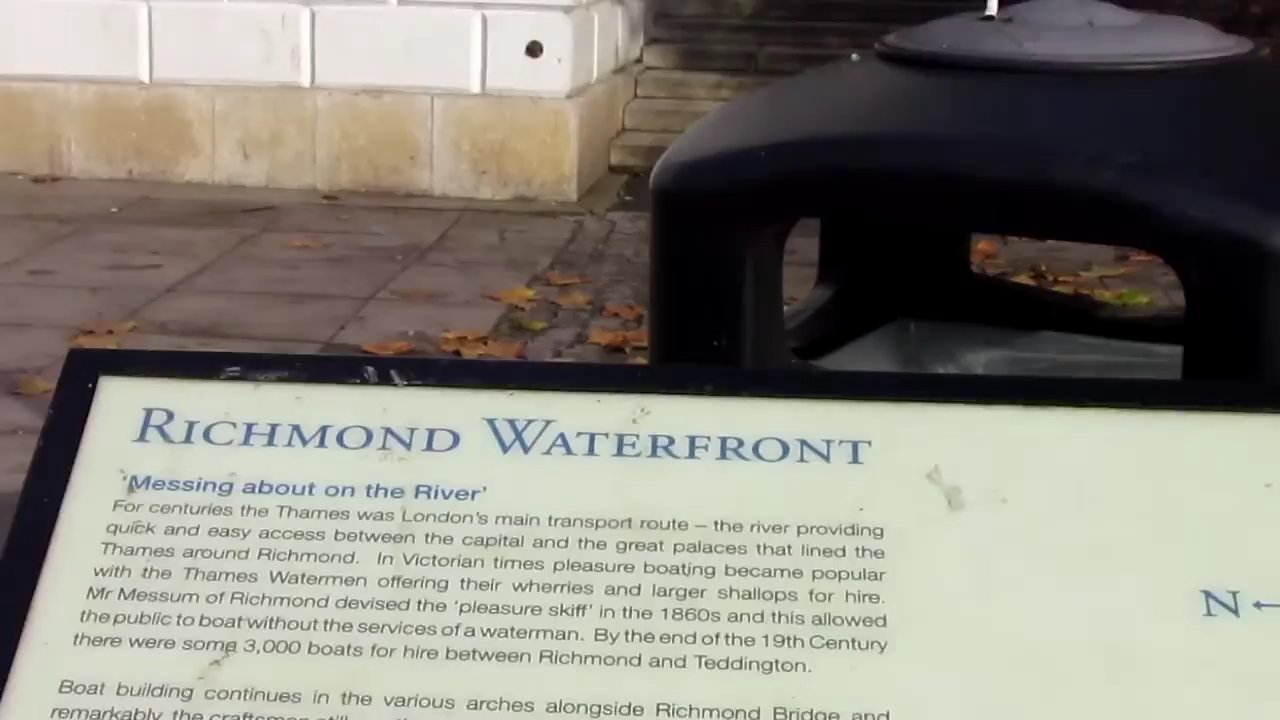 RICHMOND WATERFRONT
'Messing about on the River'
For centuries the Thames was London's main transport route – the river providing
quick and easy access between the capital and the great palaces that lined the
Thames around Richmond. In Victorian times pleasure boating became popular
with the Thames Watermen offering their wherries and larger shallops for hire.
Mr Messum of Richmond devised the 'pleasure skiff' in the 1860s and this allowed
the public to boat without the services of a waterman. By the end of the 19th Century
there were some 3,000 boats for hire between Richmond and Teddington.
Boat building continues in the various arches alongside Richmond Bridge and
remarkably, the craftsmen still
N